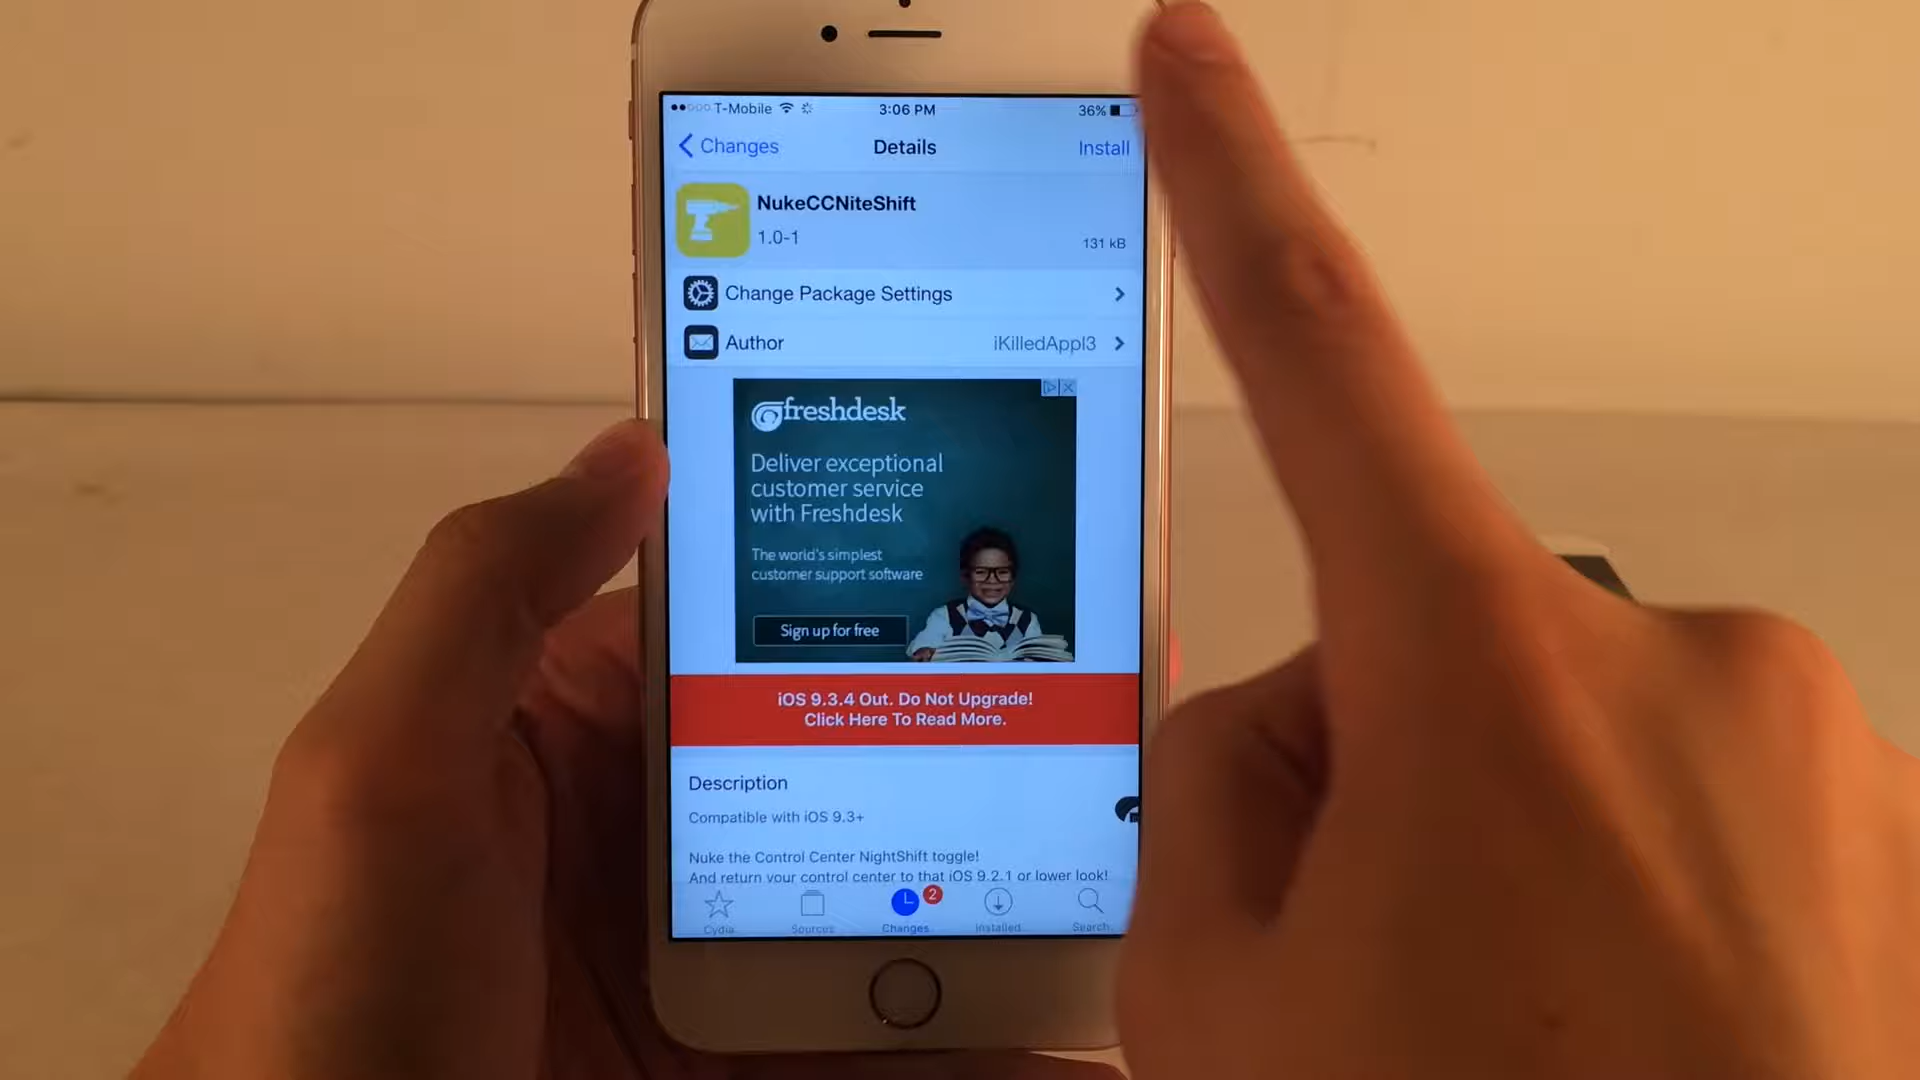 T-Mobile 3:06 PM 36%
Changes Details Install
NukeCCNiteShift
1.0-1
131 kB
Change Package Settings
Author iKilledAppl3
freshdesk
Deliver exceptional
customer service
with Freshdesk
The world's simplest
customer support software
Sign up for free
iOS 9.3.4 Out. Do Not Upgrade!
Click Here To Read More.
Description
Compatible with iOS 9.3+
Nuke the Control Center NightShift toggle!
And return your control center to that iOS 9.2.1 or lower look!
2
Cydia Sources Changes Installed Search